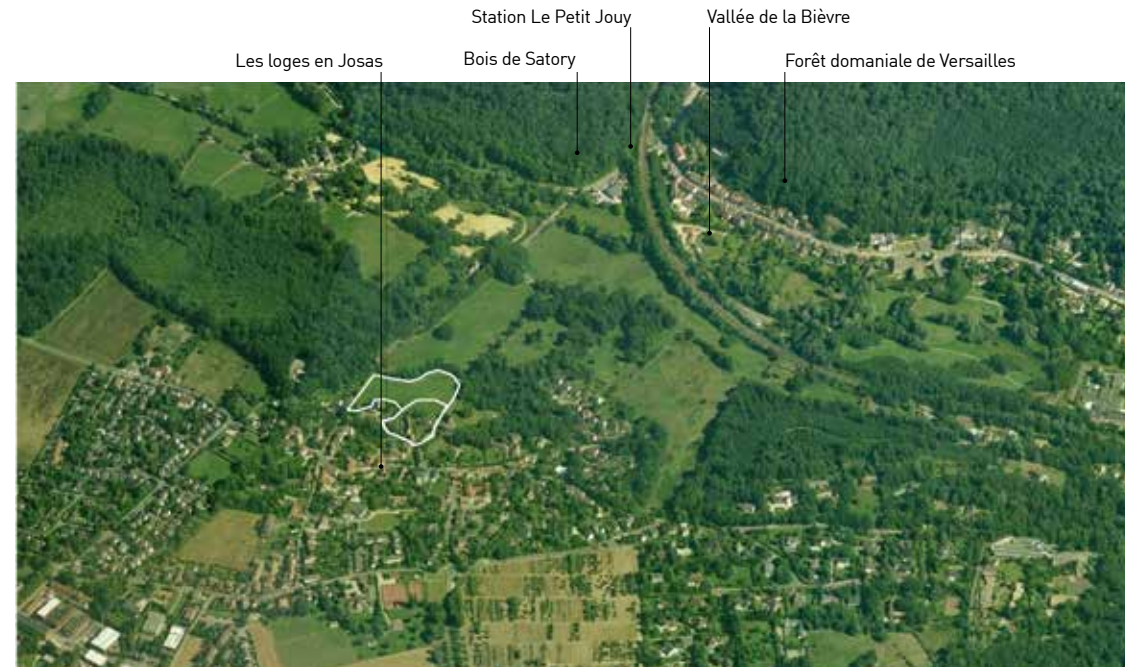 Station Le Petit Jouy
Vallée de la Bièvre
Les loges en Josas
Bois de Satory
Forêt domaniale de Versailles